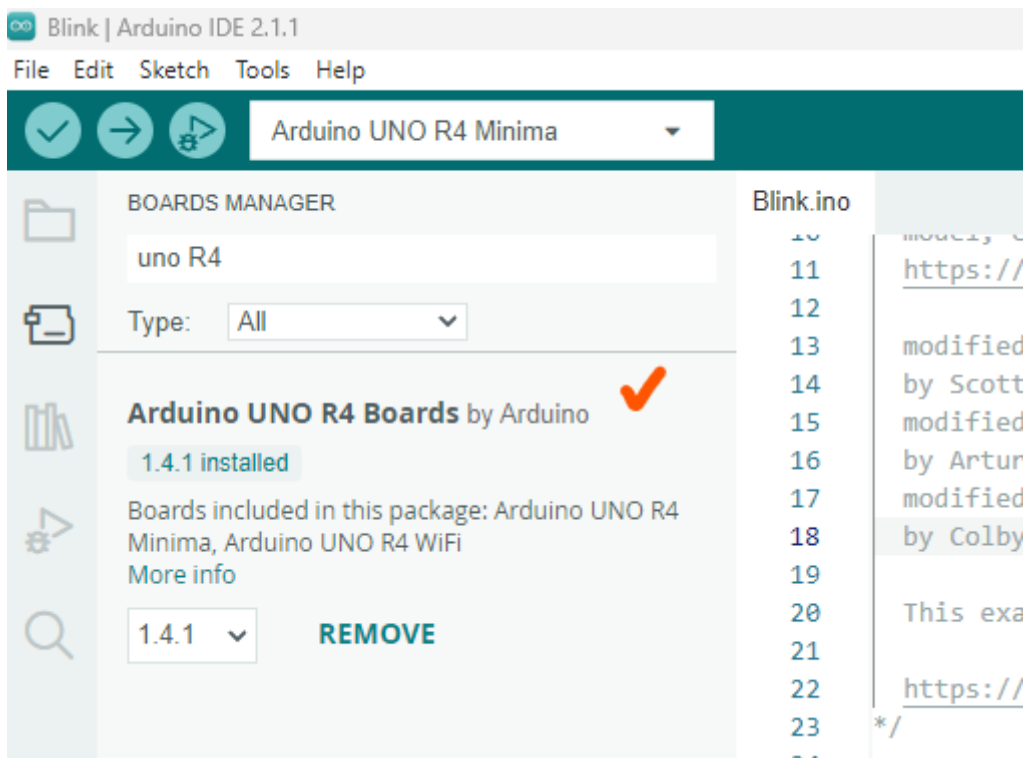 Blink | Arduino IDE 2.1.1
File Edit Sketch Tools Help
Arduino UNO R4 Minima
BOARDS MANAGER
uno R4
Type: All
Arduino UNO R4 Boards by Arduino
1.4.1 installed
Boards included in this package: Arduino UNO R4
Minima, Arduino UNO R4 WiFi
More info
1.4.1 REMOVE
Blink.ino
11 https://
12
13 modified
14 by Scott
15 modified
16 by Artur
17 modified
18 by Colby
19
20 This exa
21
22 https://
23 */